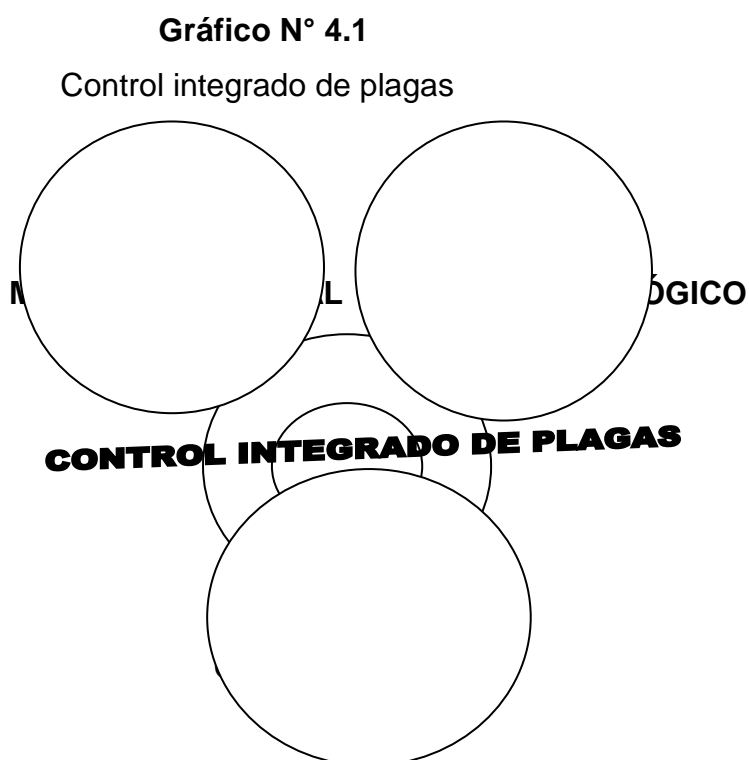 Gráfico N° 4.1
Control integrado de plagas
CONTROL INTEGRADO DE PLAGAS